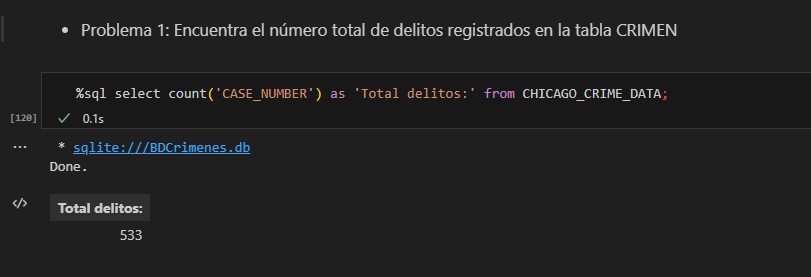 • Problema 1: Encuentra el número total de delitos registrados en la tabla CRIMEN
%sql select count('CASE_NUMBER') as 'Total delitos:' from CHICAGO_CRIME_DATA;
[120]
✓ 0.1s
... * sqlite:///BDCrimenes.db
Done.
</> Total delitos:
533